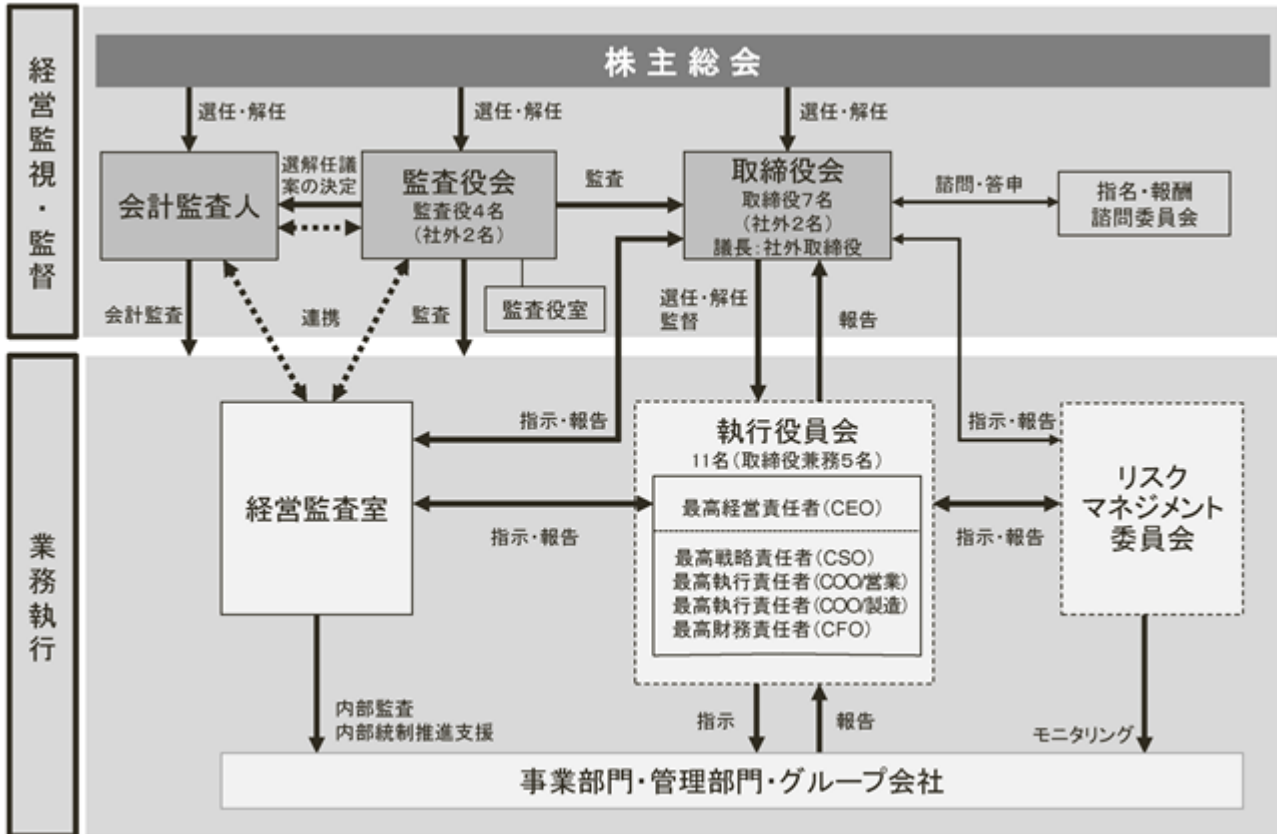 経営監視・監督
株主総会
選任・解任
選任・解任
選任・解任
会計監査人
選解任議
案の決定
監査役会
監査役4名
(社外2名)
監査
取締役会
取締役7名
(社外2名)
議長:社外取締役
諮問・答申
指名・報酬
諮問委員会
会計監査
連携
監査
監査役室
選任・解任
監督
報告
業務執行
経営監査室
指示・報告
指示・報告
執行役員会
11名(取締役兼務5名)
最高経営責任者(CEO)
最高戦略責任者(CSO)
最高執行責任者(COO/営業)
最高執行責任者(COO/製造)
最高財務責任者(CFO)
指示・報告
指示・報告
リスク
マネジメント
委員会
内部監査
内部統制推進支援
指示
報告
モニタリング
事業部門・管理部門・グループ会社